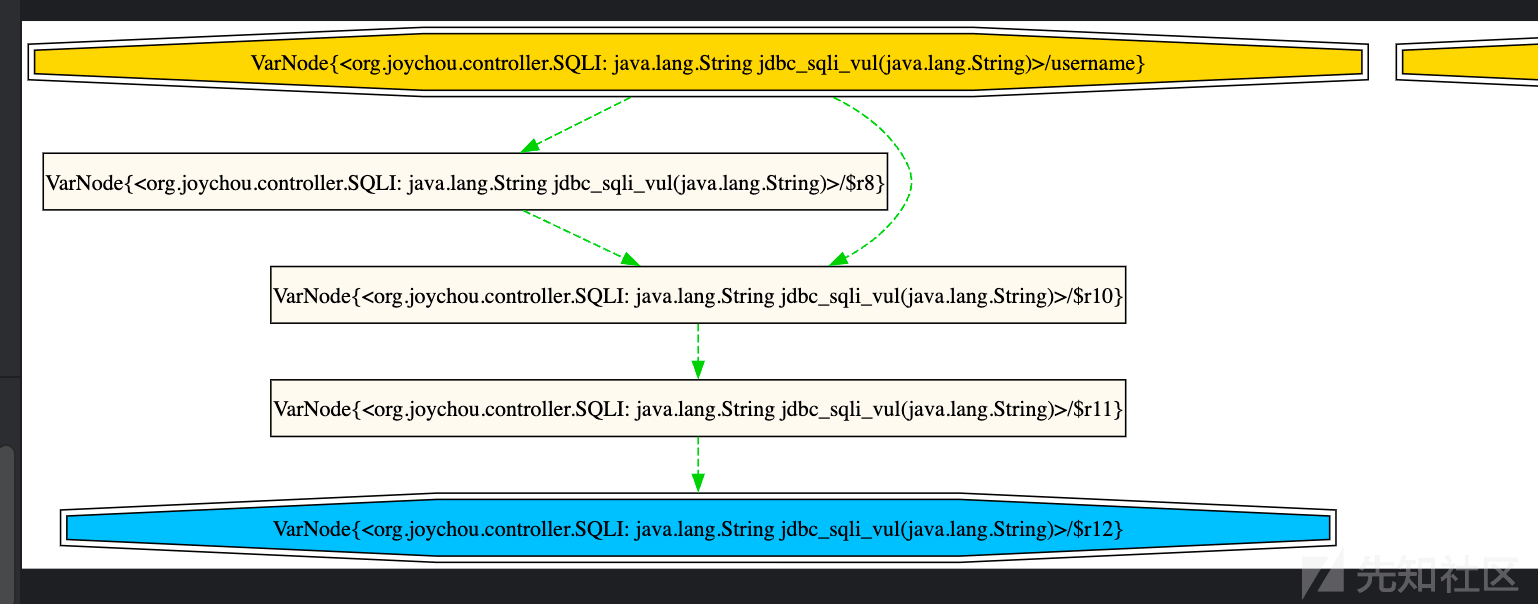 VarNode{<org.joychou.controller.SQLI: java.lang.String jdbc_sqli_vul(java.lang.String)>/username}
VarNode{<org.joychou.controller.SQLI: java.lang.String jdbc_sqli_vul(java.lang.String)>/$r8}
VarNode{<org.joychou.controller.SQLI: java.lang.String jdbc_sqli_vul(java.lang.String)>/$r10}
VarNode{<org.joychou.controller.SQLI: java.lang.String jdbc_sqli_vul(java.lang.String)>/$r11}
VarNode{<org.joychou.controller.SQLI: java.lang.String jdbc_sqli_vul(java.lang.String)>/$r12}
先知社区